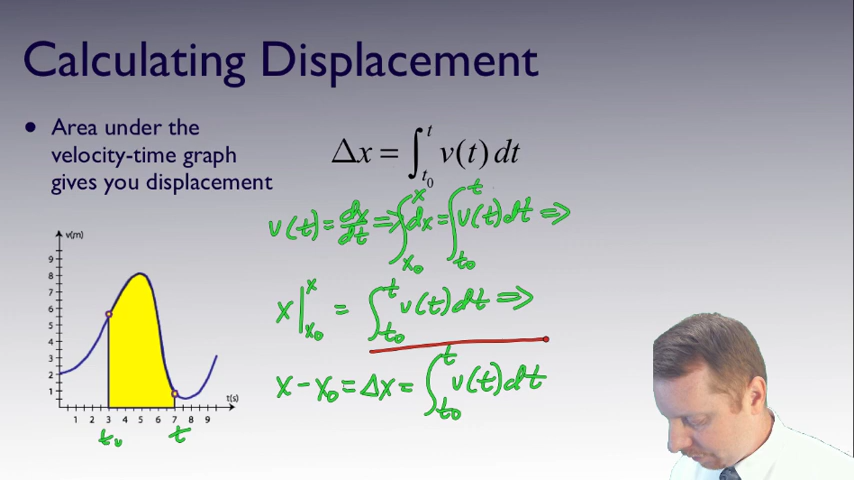 Calculating Displacement
• Area under the
velocity-time graph
gives you displacement
Δx = ∫_{t₀}^{t} v(t) dt
v(t) = dx/dt ⇒ ∫_{x₀}^{x} dx = ∫_{t₀}^{t} v(t)dt ⇒
x|_{x₀}^{x} = ∫_{t₀}^{t} v(t)dt ⇒
x - x₀ = Δx = ∫_{t₀}^{t} v(t)dt
v(m)
9
8
7
6
5
4
3
2
1
t(s)
1 2 3 4 5 6 7 8 9
t₀ t